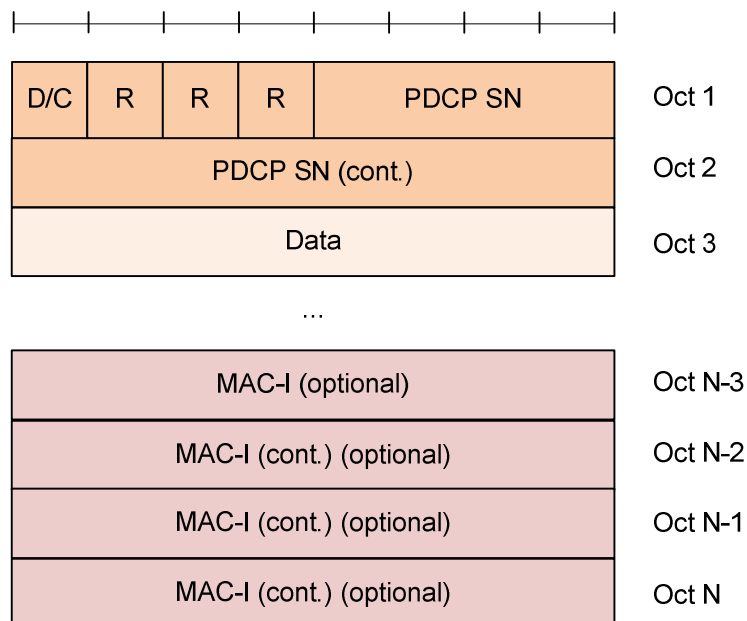 D/C R R R PDCP SN Oct 1
PDCP SN (cont.) Oct 2
Data Oct 3
...
MAC-I (optional) Oct N-3
MAC-I (cont.) (optional) Oct N-2
MAC-I (cont.) (optional) Oct N-1
MAC-I (cont.) (optional) Oct N